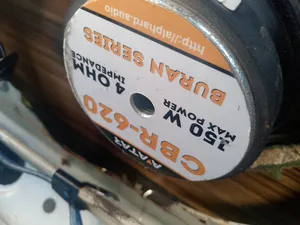 AVATAR
CBR-620
150 W
MAX POWER
4 OHM
IMPEDANCE
BURAN SERIES
http://alphard.audio